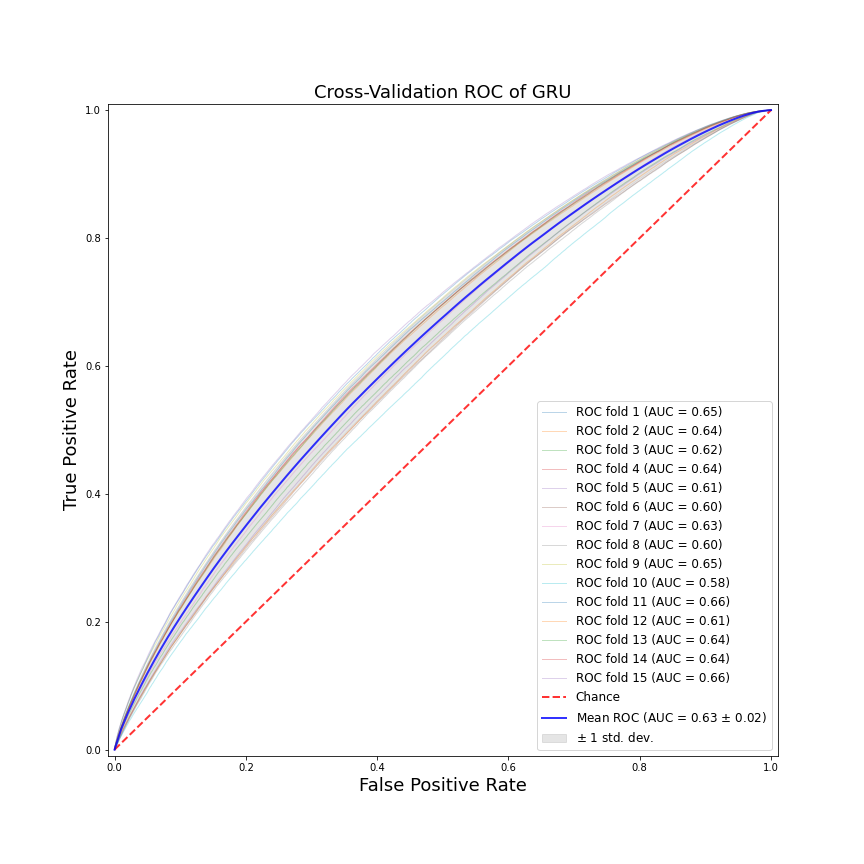 Cross-Validation ROC of GRU
1.0
0.8
0.6
0.4
0.2
0.0
True Positive Rate
ROC fold 1 (AUC = 0.65)
ROC fold 2 (AUC = 0.64)
ROC fold 3 (AUC = 0.62)
ROC fold 4 (AUC = 0.64)
ROC fold 5 (AUC = 0.61)
ROC fold 6 (AUC = 0.60)
ROC fold 7 (AUC = 0.63)
ROC fold 8 (AUC = 0.60)
ROC fold 9 (AUC = 0.65)
ROC fold 10 (AUC = 0.58)
ROC fold 11 (AUC = 0.66)
ROC fold 12 (AUC = 0.61)
ROC fold 13 (AUC = 0.64)
ROC fold 14 (AUC = 0.64)
ROC fold 15 (AUC = 0.66)
Chance
Mean ROC (AUC = 0.63 ± 0.02)
± 1 std. dev.
0.0 0.2 0.4 0.6 0.8 1.0
False Positive Rate